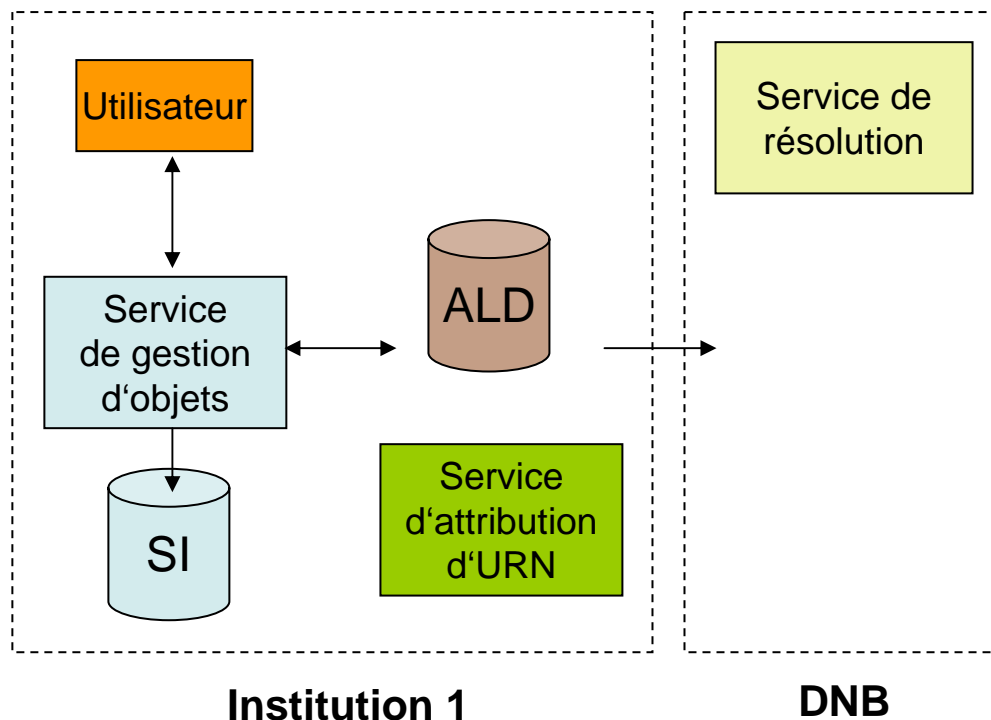 Utilisateur
Service de
résolution
ALD
Service
de gestion
d‘objets
Service
d‘attribution
d‘URN
SI
Institution 1
DNB